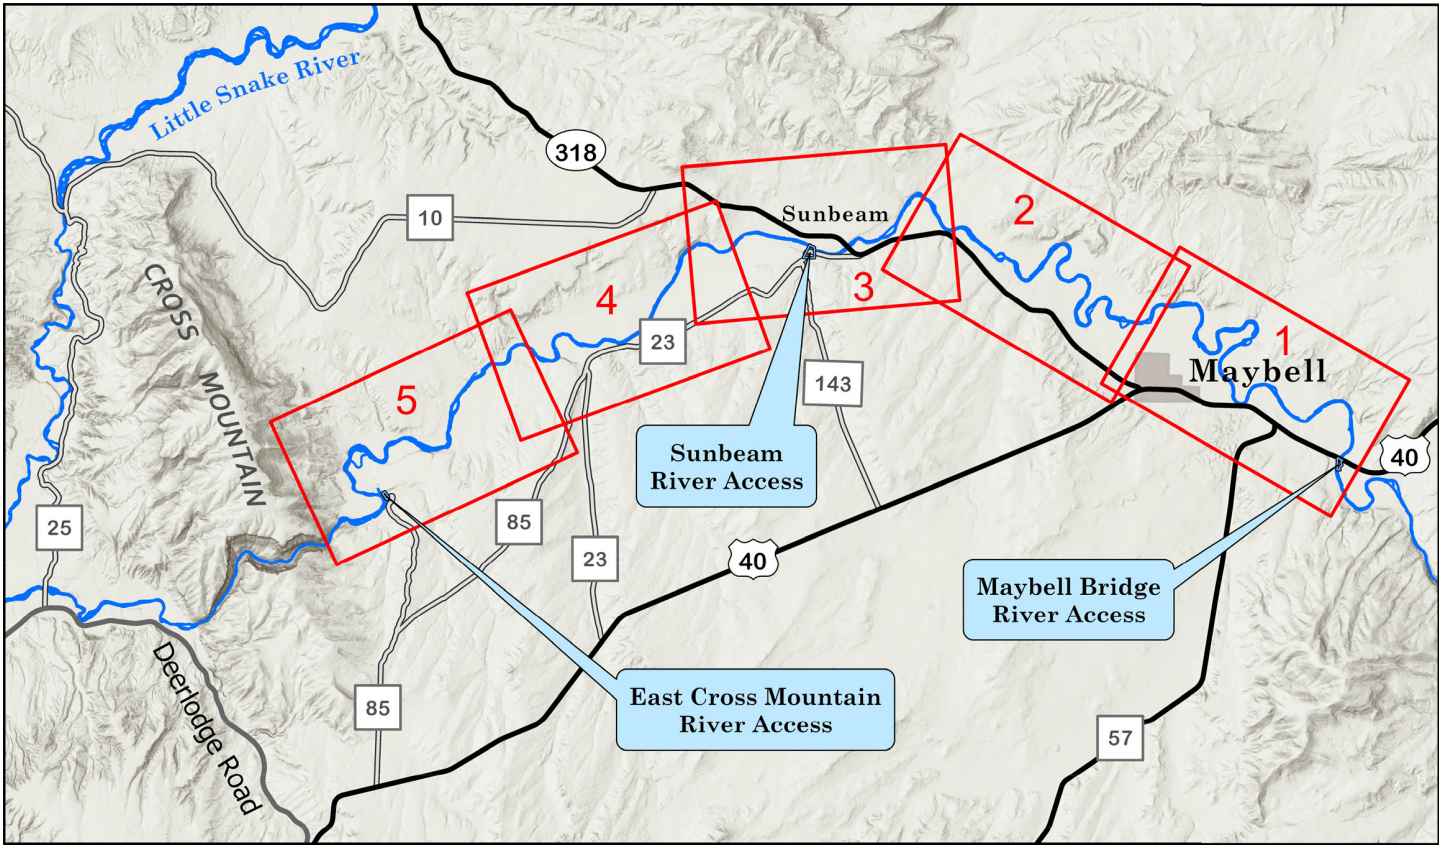 Little Snake River
318
2
10
Sunbeam
CROSS
MOUNTAIN
3
4
1
23
Maybell
143
5
40
Sunbeam
River Access
25
85
23
40
Maybell Bridge
River Access
Deerlodge Road
East Cross Mountain
River Access
85
57